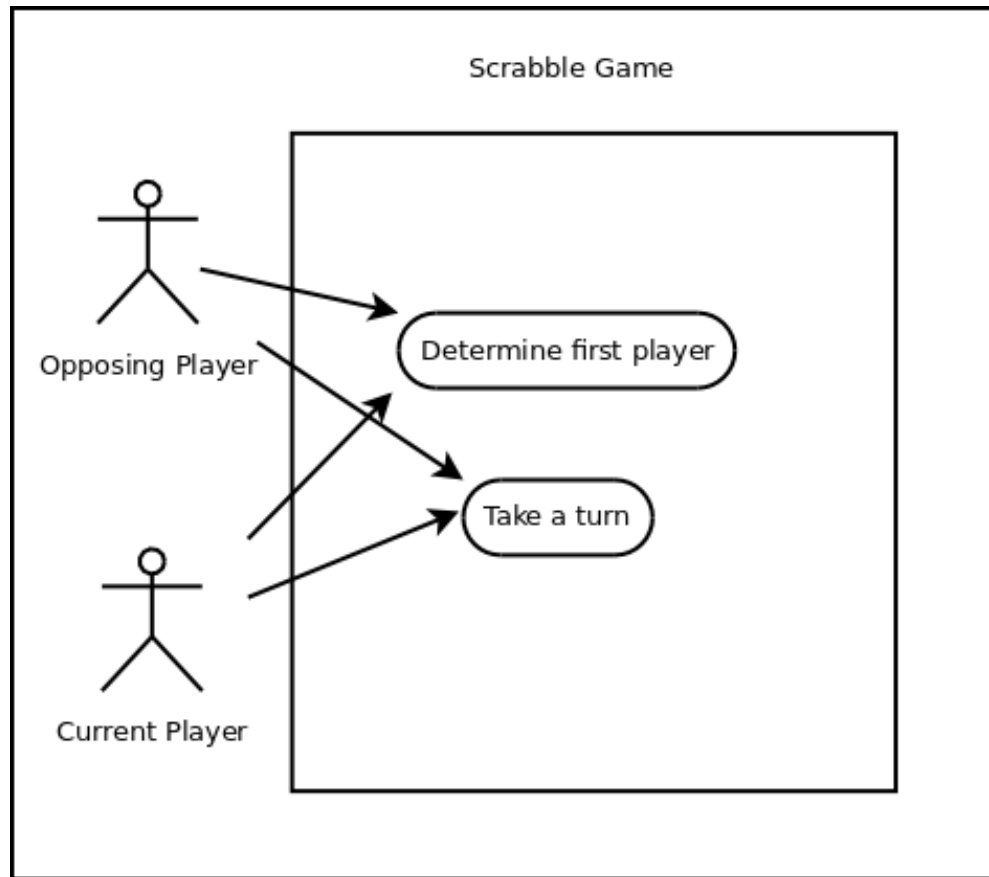 Scrabble Game
Opposing Player
Determine first player
Take a turn
Current Player